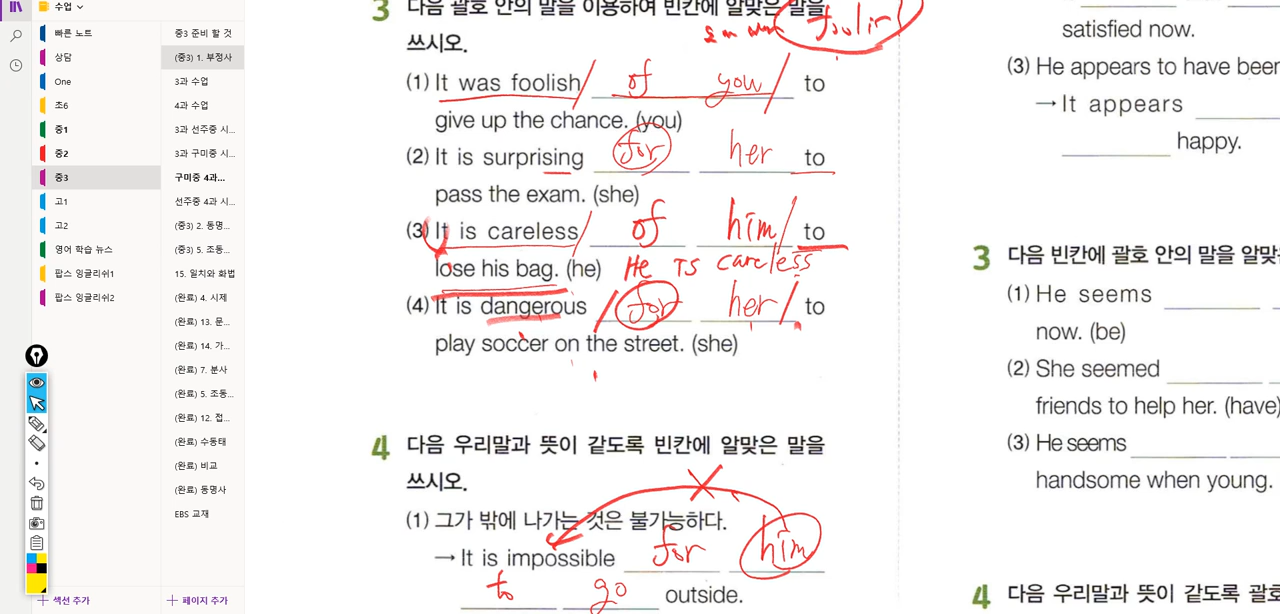 수업
빠른 노트
상담
One
초6
중1
중2
중3
고1
고2
영어 학습 뉴스
팝스 잉글리쉬1
팝스 잉글리쉬2
섹션 추가
중3 준비 할 것
(중3) 1. 부정사
3과 수업
4과 수업
3과 선주중 시...
3과 구미중 시...
구미중 4과...
선주중 4과 시...
(중3) 2. 동명...
(중3) 5. 조동...
15. 일치와 화법
(완료) 4. 시제
(완료) 13. 문...
(완료) 14. 가...
(완료) 7. 분사
(완료) 5. 조동...
(완료) 12. 접...
(완료) 수동태
(완료) 비교
(완료) 동명사
EBS 교재
페이지 추가
3 다음 괄호 안의 말을 이용하여 빈칸에 알맞은 말을
쓰시오.
(1) It was foolish of you to
give up the chance. (you)
(2) It is surprising for her to
pass the exam. (she)
(3) It is careless of him to
lose his bag. (he) He is careless
(4) It is dangerous for her to
play soccer on the street. (she)
4 다음 우리말과 뜻이 같도록 빈칸에 알맞은 말을
쓰시오.
(1) 그가 밖에 나가는 것은 불가능하다.
→ It is impossible for him
to go outside.
satisfied now.
(3) He appears to have been
→ It appears
happy.
3 다음 빈칸에 괄호 안의 말을 알맞은
(1) He seems
now. (be)
(2) She seemed
friends to help her. (have)
(3) He seems
handsome when young.
4 다음 우리말과 뜻이 같도록 괄호